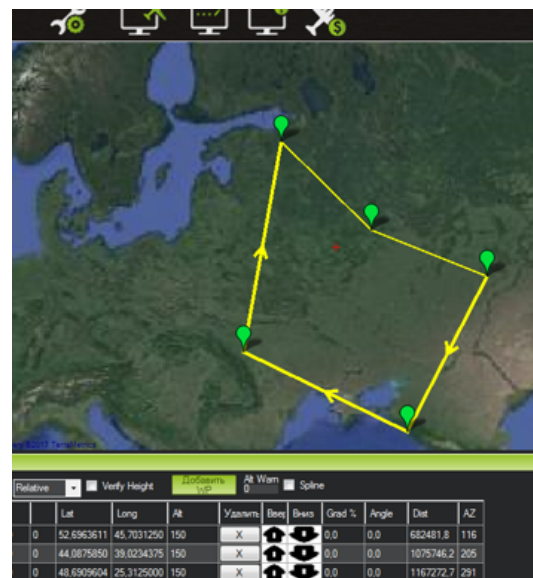 ©2013 TerraMetrics
Relative Verify Height Добавить WP Alt Warn 0 Spline
Lat Long Alt Удалить Вверх Вниз Grad % Angle Dist AZ
0 52,6963611 45,7031250 150 X 0,0 0,0 682481,8 116
0 44,0875850 39,0234375 150 X 0,0 0,0 1075746,2 205
0 48,6909604 25,3125000 150 X 0,0 0,0 1167272,7 291